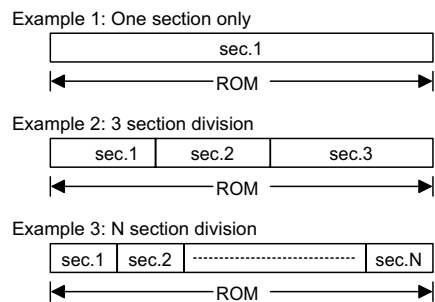 Example 1: One section only
sec.1
ROM
Example 2: 3 section division
sec.1 sec.2 sec.3
ROM
Example 3: N section division
sec.1 sec.2 sec.N
ROM